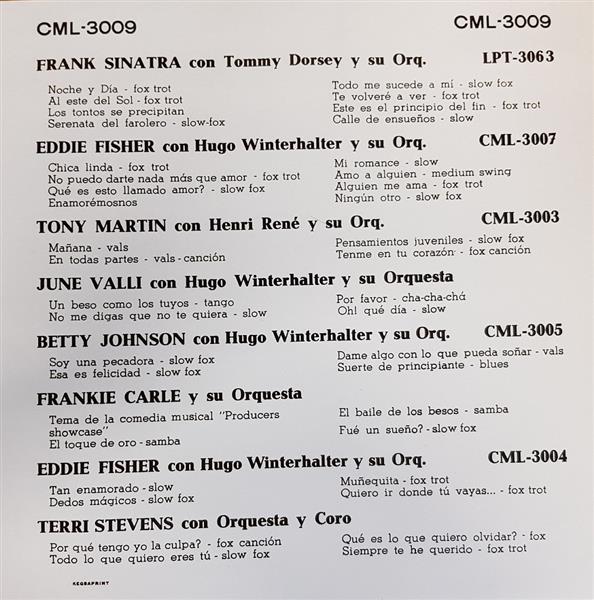 CML-3009 CML-3009
FRANK SINATRA con Tommy Dorsey y su Orq. LPT-3063
Noche y Día - fox trot
Al este del Sol - fox trot
Los tontos se precipitan
Serenata del farolero - slow-fox
Todo me sucede a mí - slow fox
Te volveré a ver - fox trot
Este es el principio del fin - fox trot
Calle de ensueños - slow
EDDIE FISHER con Hugo Winterhalter y su Orq. CML-3007
Chica linda - fox trot
No puedo darte nada más que amor - fox trot
Qué es esto llamado amor? - slow fox
Enamorémosnos
Mi romance - slow
Amo a alguien - medium swing
Alguien me ama - fox trot
Ningún otro - slow fox
TONY MARTIN con Henri René y su Orq. CML-3003
Mañana - vals
En todas partes - vals-canción
Pensamientos juveniles - slow fox
Tenme en tu corazón - fox canción
JUNE VALLI con Hugo Winterhalter y su Orquesta
Un beso como los tuyos - tango
No me digas que no te quiera - slow
Por favor - cha-cha-chá
Oh! qué día - slow
BETTY JOHNSON con Hugo Winterhalter y su Orq. CML-3005
Soy una pecadora - slow fox
Esa es felicidad - slow fox
Dame algo con lo que pueda soñar - vals
Suerte de principiante - blues
FRANKIE CARLE y su Orquesta
Tema de la comedia musical "Producers
showcase"
El toque de oro - samba
El baile de los besos - samba
Fué un sueño? - slow fox
EDDIE FISHER con Hugo Winterhalter y su Orq. CML-3004
Tan enamorado - slow
Dedos mágicos - slow fox
Muñequita - fox trot
Quiero ir donde tú vayas... - fox trot
TERRI STEVENS con Orquesta y Coro
Por qué tengo yo la culpa? - fox canción
Todo lo que quiero eres tú - slow fox
Qué es lo que quiero olvidar? - fox
Siempre te he querido - fox trot
KEQSAPRINT